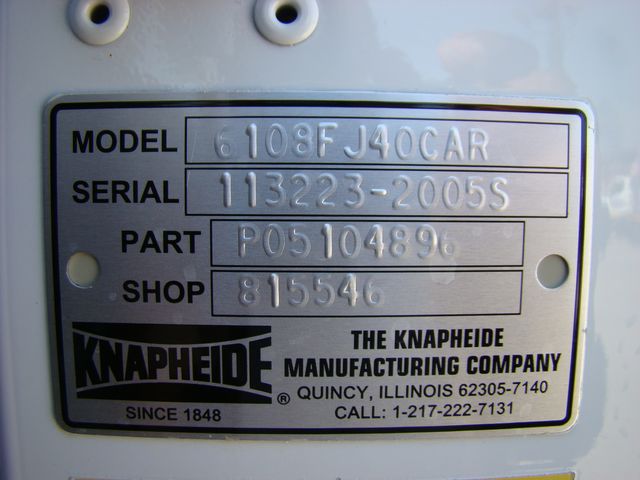 MODEL 6108FJ40CAR
SERIAL 113223-2005S
PART P05104896
SHOP 815546
KNAPHEIDE ®
SINCE 1848
THE KNAPHEIDE
MANUFACTURING COMPANY
QUINCY, ILLINOIS 62305-7140
CALL: 1-217-222-7131